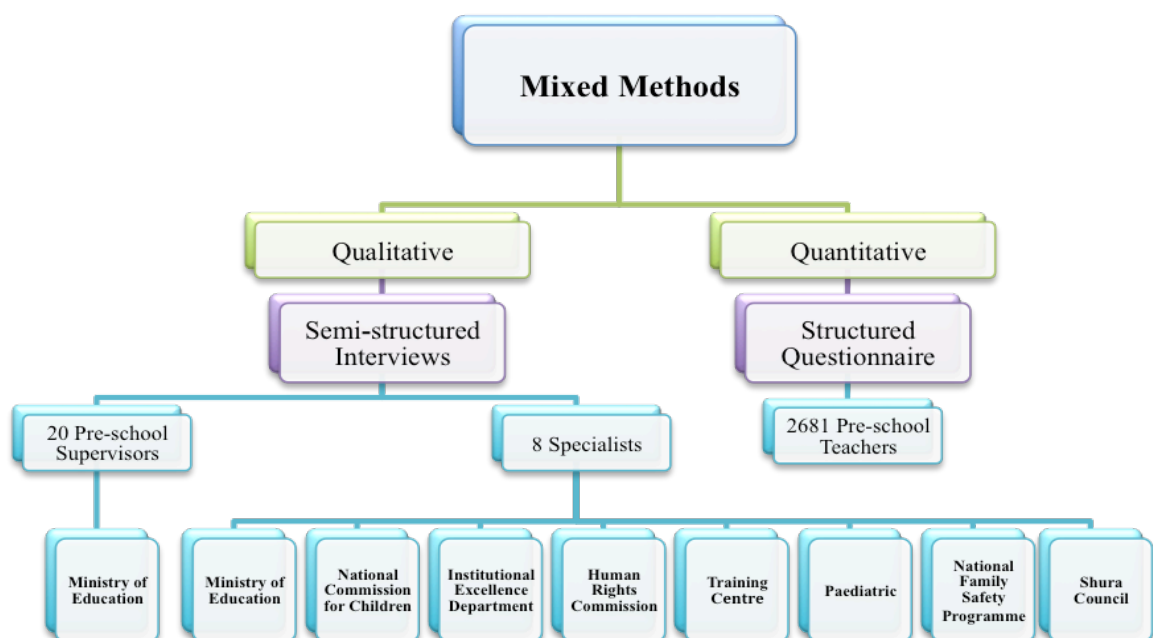 Mixed Methods
Qualitative
Quantitative
Semi-structured
Interviews
Structured
Questionnaire
20 Pre-school
Supervisors
8 Specialists
2681 Pre-school
Teachers
Ministry of
Education
Ministry of
Education
National
Commission
for Children
Institutional
Excellence
Department
Human
Rights
Commission
Training
Centre
Paediatric
National
Family
Safety
Programme
Shura
Council